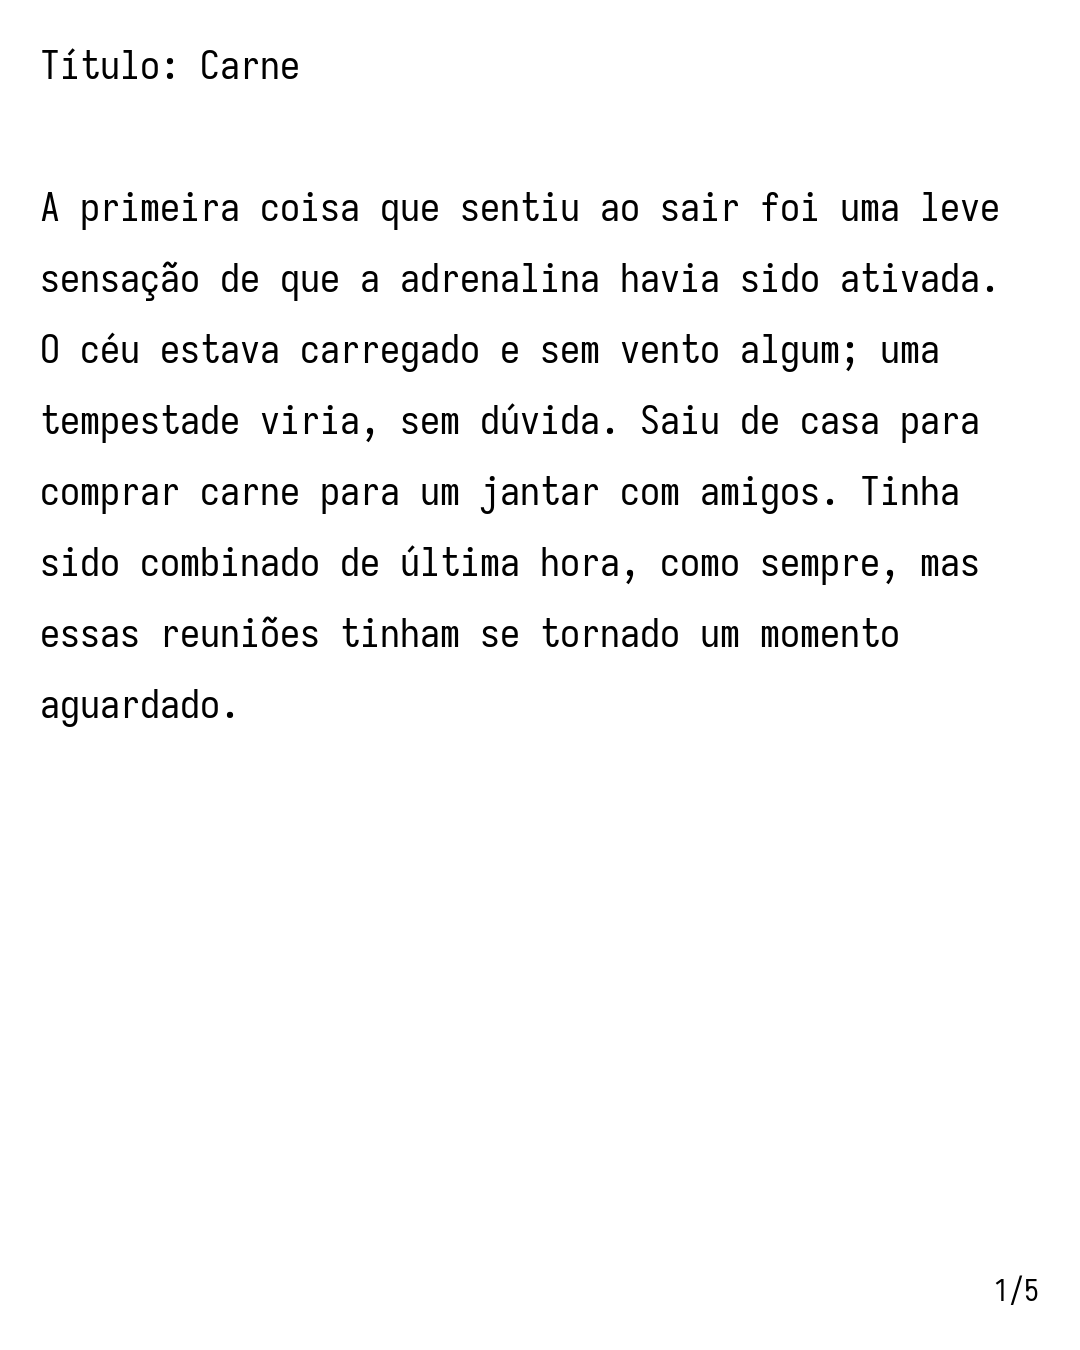 Título: Carne
A primeira coisa que sentiu ao sair foi uma leve
sensação de que a adrenalina havia sido ativada.
O céu estava carregado e sem vento algum; uma
tempestade viria, sem dúvida. Saiu de casa para
comprar carne para um jantar com amigos. Tinha
sido combinado de última hora, como sempre, mas
essas reuniões tinham se tornado um momento
aguardado.
1/5